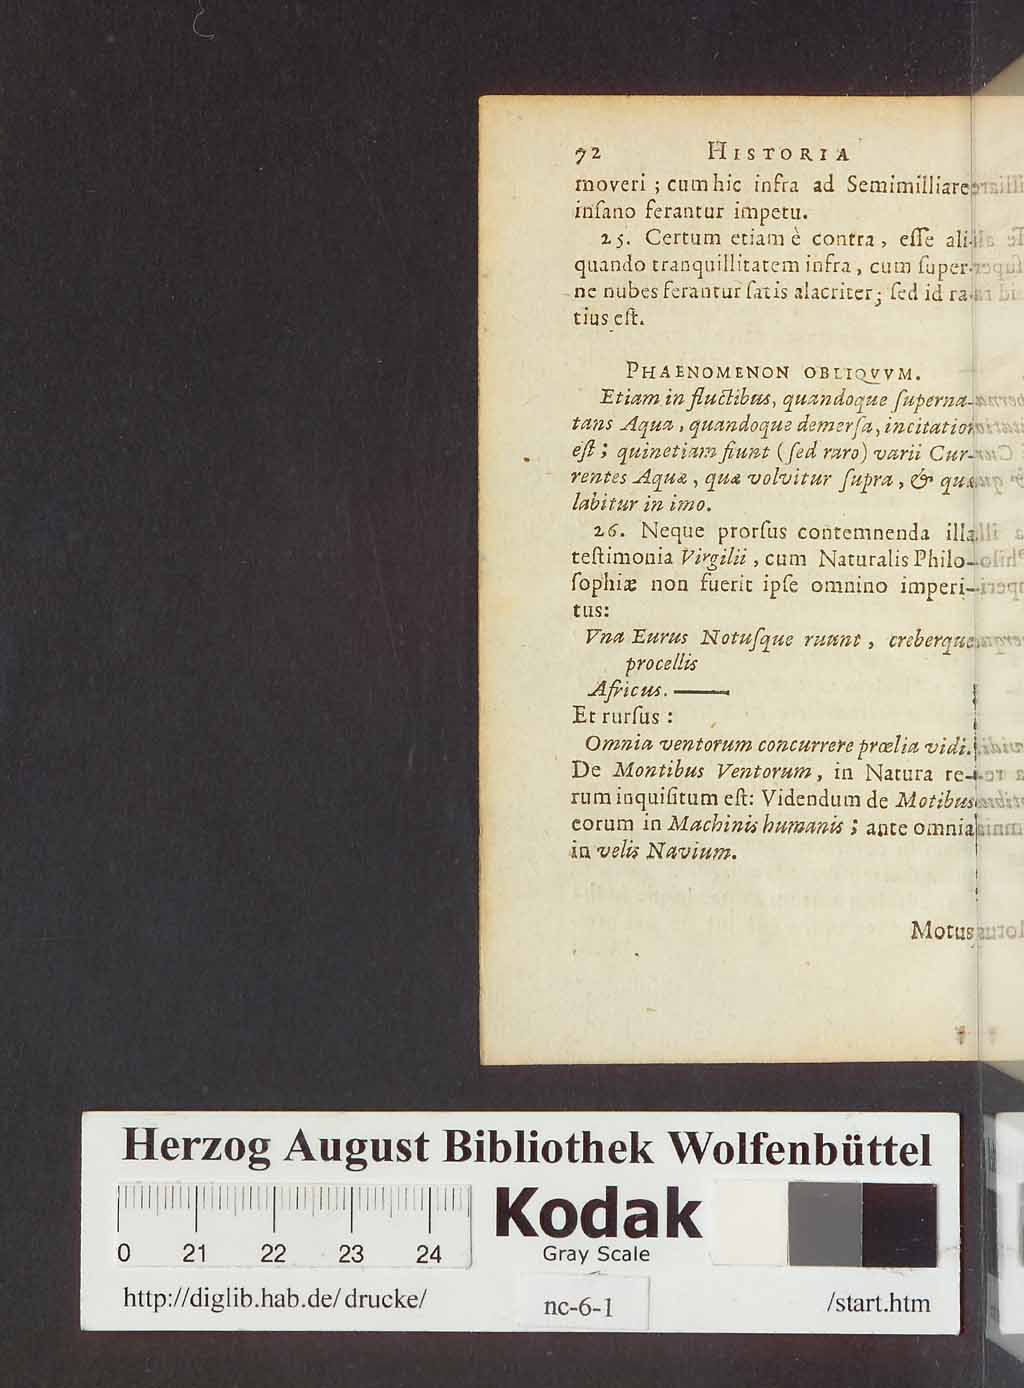 72 HISTORIA
moveri ; cum hic infra ad Semimilliare
inſano ferantur impetu.
25. Certum etiam è contra, eſſe ali-
quando tranquillitatem infra, cum ſuper-
ne nubes ferantur ſatis alacriter; ſed id ra-
tius eſt.
PHAENOMENON OBLIQVVM.
Etiam in fluctibus, quandoque ſuperna-
tans Aqua, quandoque demerſa, incitatior
eſt ; quinetiam fiunt (ſed raro) varii Cur-
rentes Aquæ, quæ volvitur ſupra, & quæ
labitur in imo.
26. Neque prorſus contemnenda illa
teſtimonia Virgilii, cum Naturalis Philo-
ſophiæ non fuerit ipſe omnino imperi-
tus:
Vna Eurus Notuſque ruunt, creberque
procellis
Africus. ———
Et rurſus :
Omnia ventorum concurrere prœlia vidi.
De Montibus Ventorum, in Natura re-
rum inquiſitum eſt: Videndum de Motibus
eorum in Machinis humanis ; ante omnia
in velis Navium.
Motus
Herzog August Bibliothek Wolfenbüttel
0 21 22 23 24
Kodak
Gray Scale
http://diglib.hab.de/drucke/ nc-6-1 /start.htm